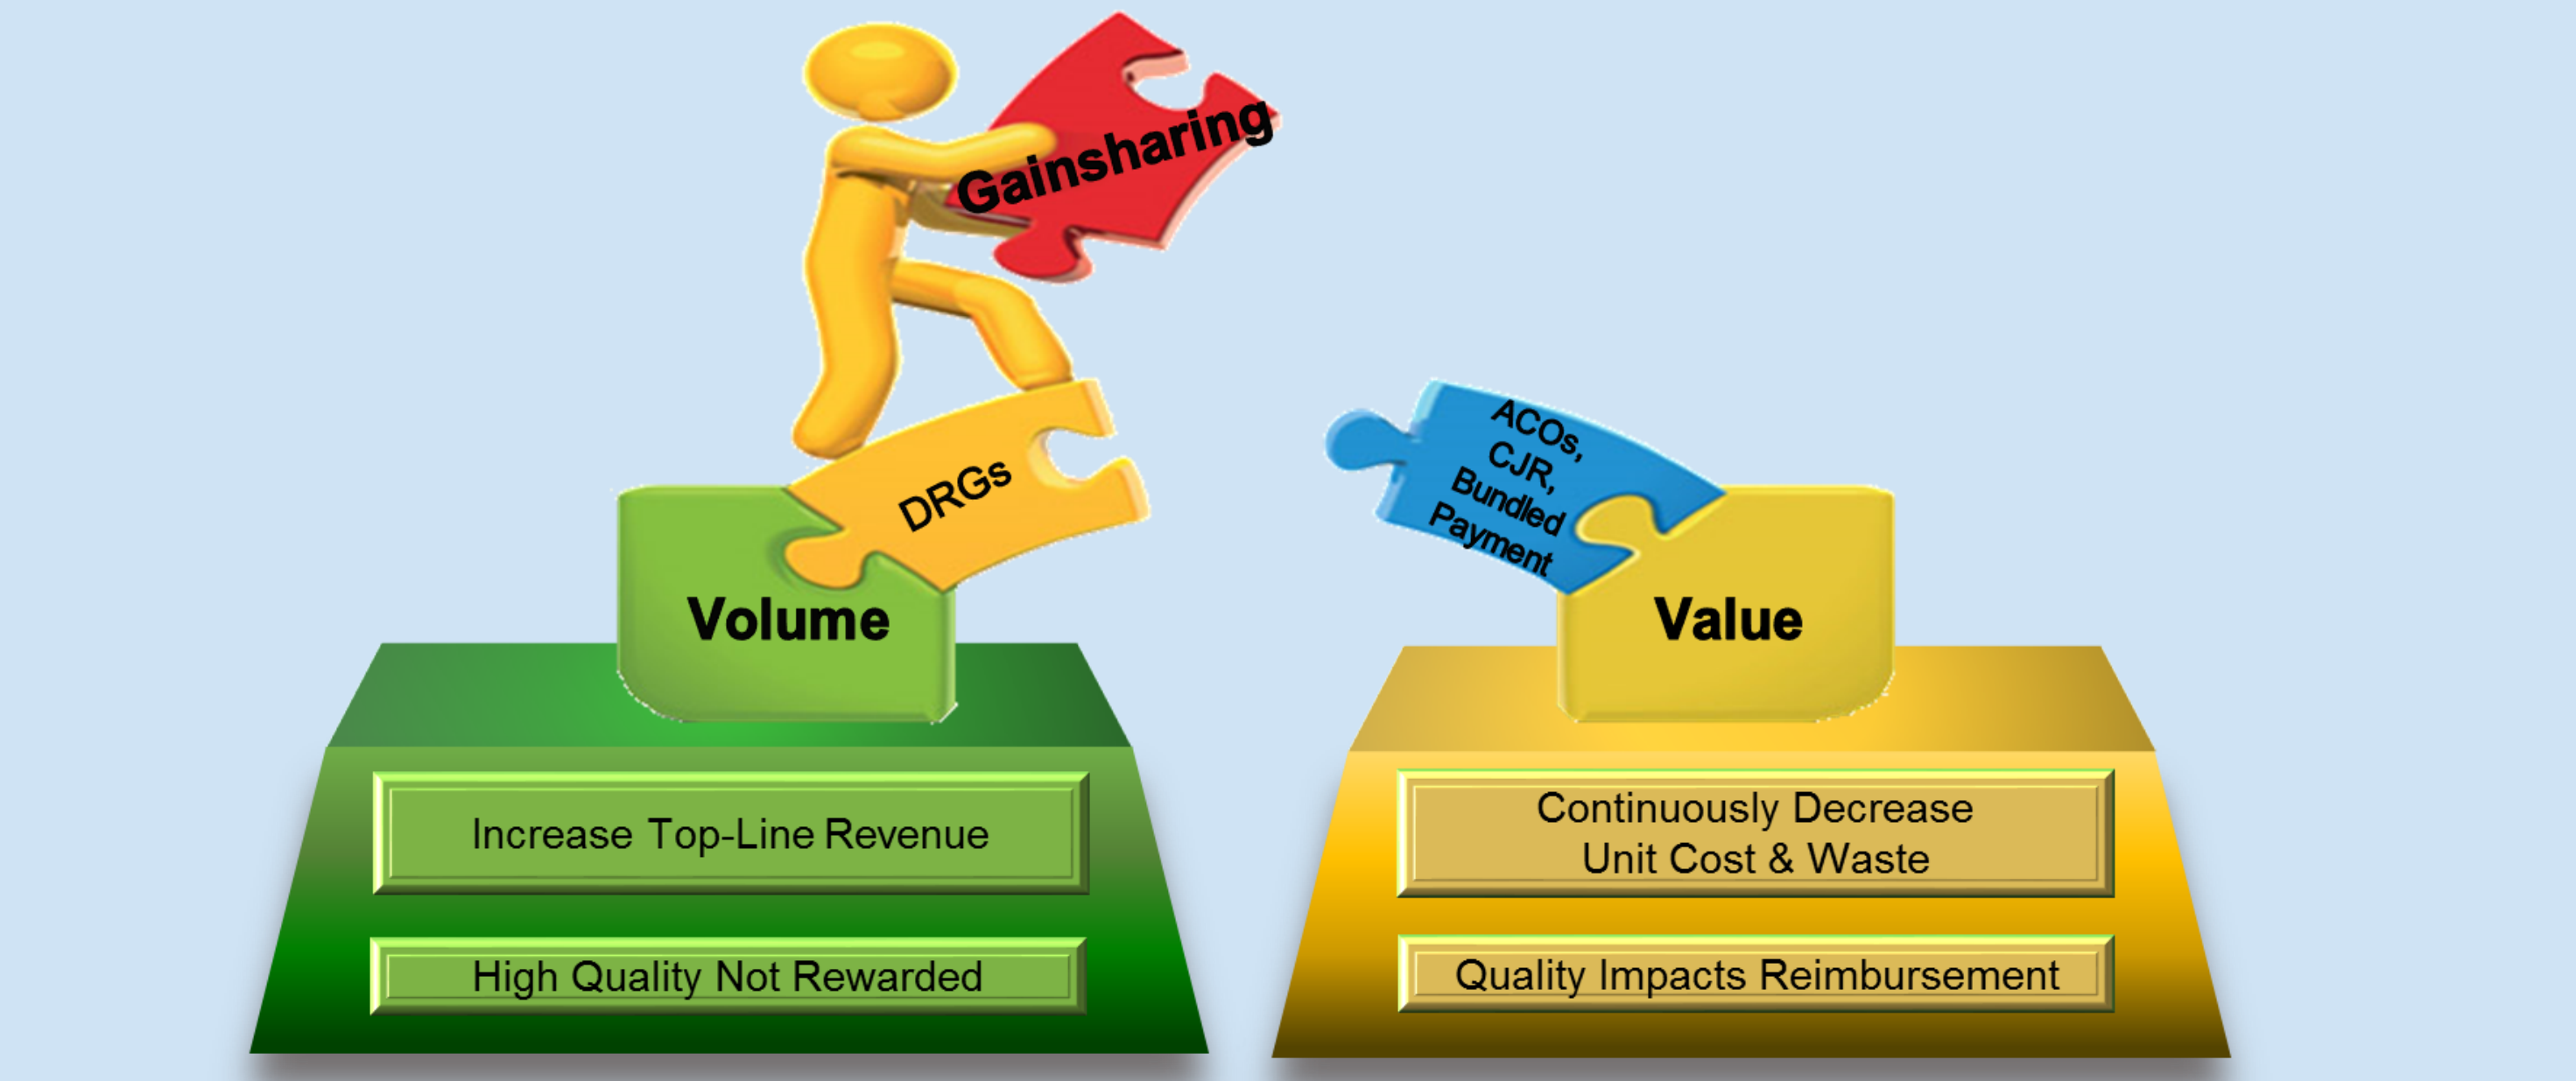 Gainsharing
DRGs
ACOs,
CJR,
Bundled
Payment
Volume
Value
Increase Top-Line Revenue
High Quality Not Rewarded
Continuously Decrease
Unit Cost & Waste
Quality Impacts Reimbursement